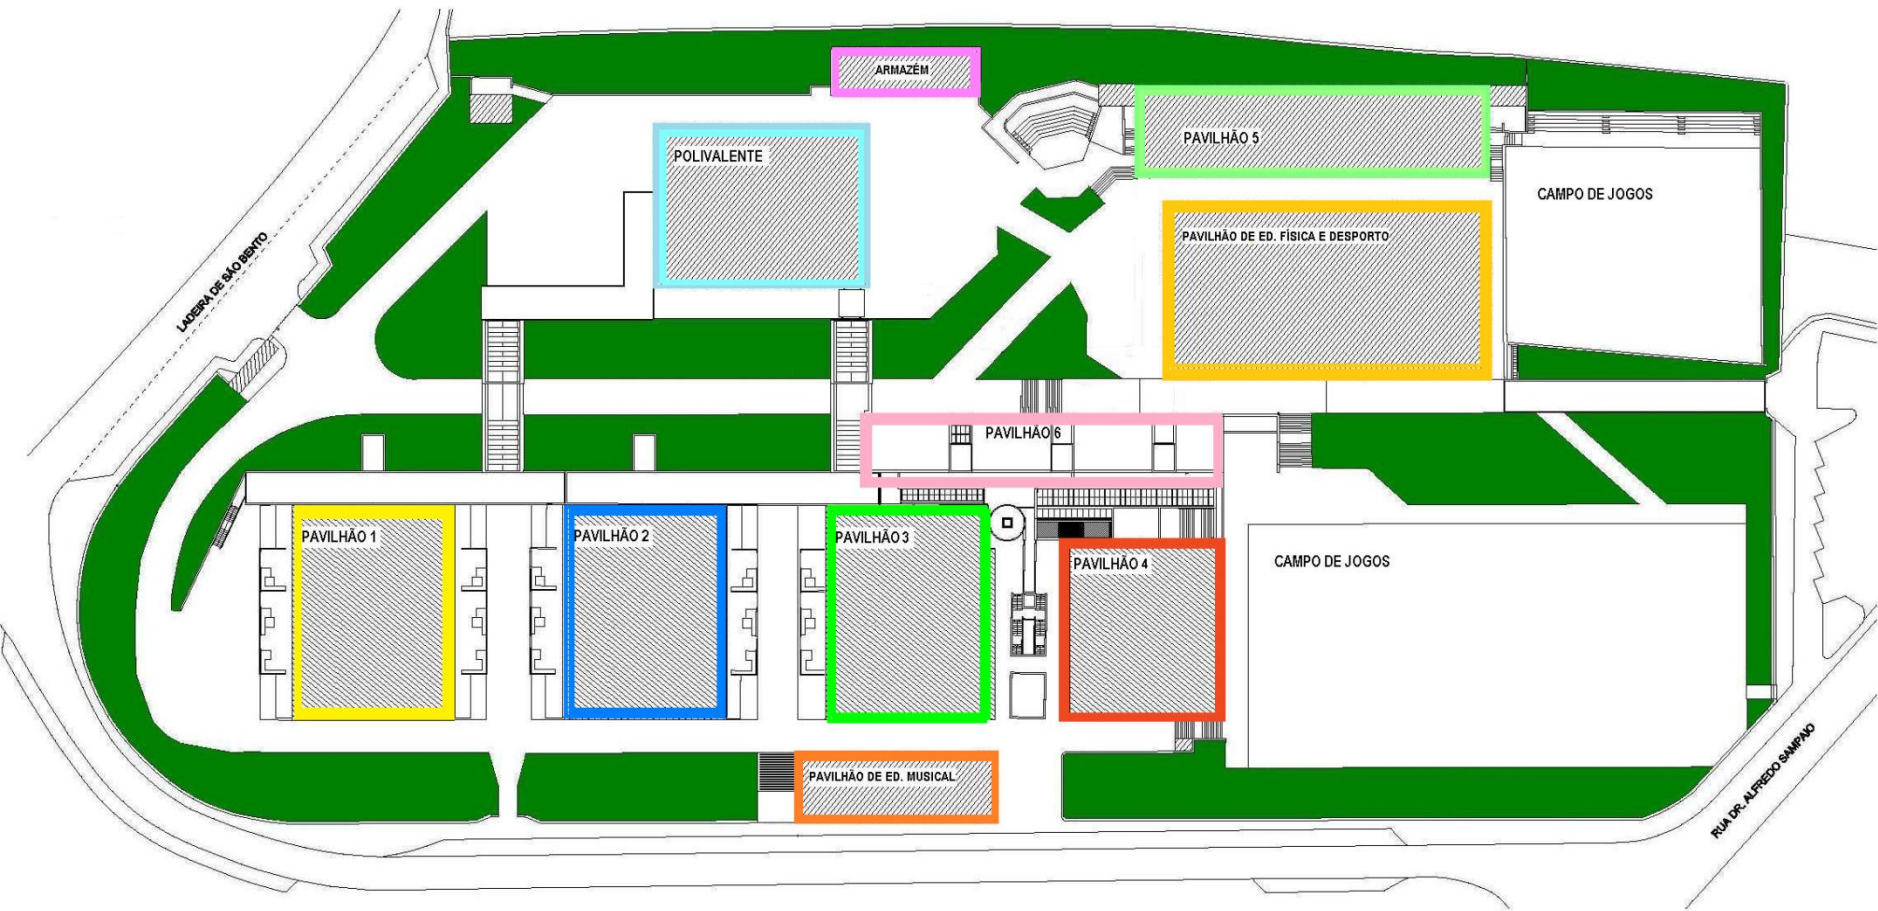 ARMAZÉM
PAVILHÃO 5
POLIVALENTE
CAMPO DE JOGOS
PAVILHÃO DE ED. FÍSICA E DESPORTO
LADEIRA DE SÃO BENTO
PAVILHÃO 6
PAVILHÃO 1
PAVILHÃO 2
PAVILHÃO 3
PAVILHÃO 4
CAMPO DE JOGOS
PAVILHÃO DE ED. MUSICAL
RUA DR. ALFREDO SAMPAIO